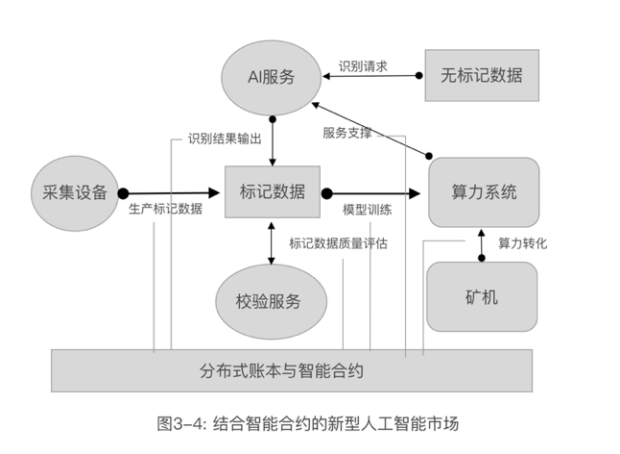 识别请求
AI服务
无标记数据
服务支撑
识别结果输出
采集设备
标记数据
算力系统
生产标记数据
模型训练
标记数据质量评估
算力转化
校验服务
矿机
分布式账本与智能合约
图3-4: 结合智能合约的新型人工智能市场